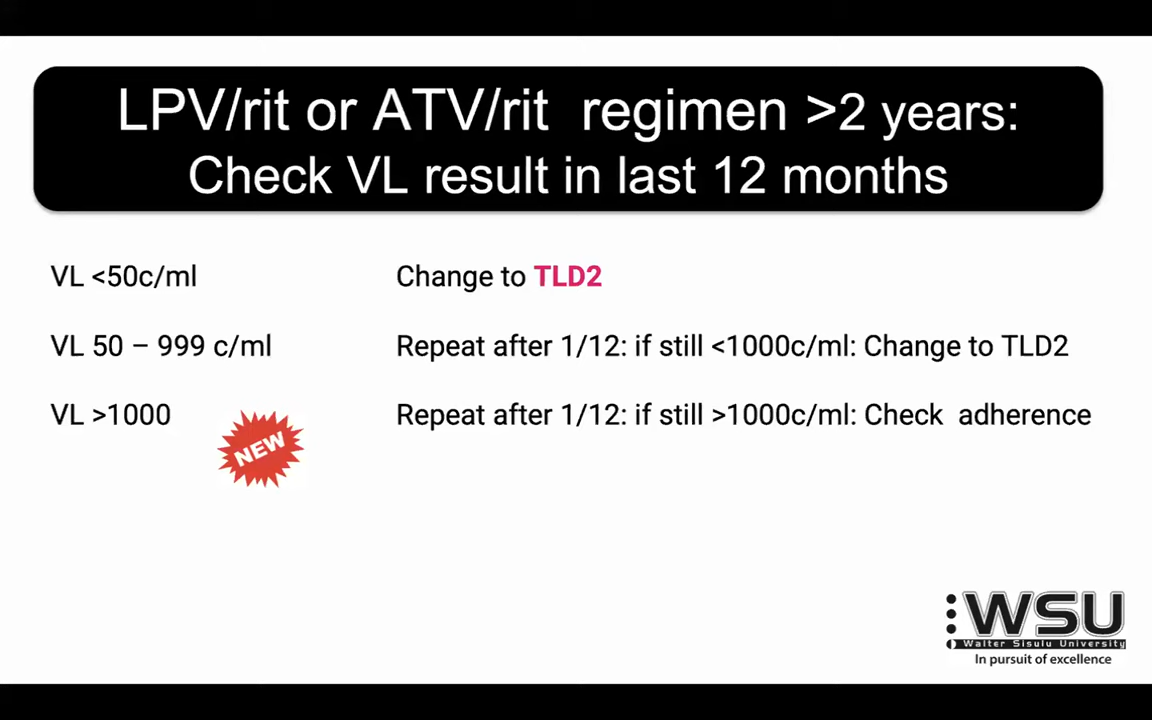 LPV/rit or ATV/rit regimen >2 years:
Check VL result in last 12 months
VL <50c/ml Change to TLD2
VL 50 – 999 c/ml Repeat after 1/12: if still <1000c/ml: Change to TLD2
VL >1000 Repeat after 1/12: if still >1000c/ml: Check adherence
NEW
WSU
Walter Sisulu University
In pursuit of excellence